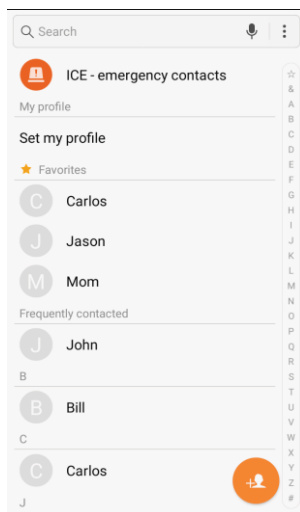 Search
ICE - emergency contacts
My profile
Set my profile
Favorites
C Carlos
J Jason
M Mom
Frequently contacted
J John
B
B Bill
C
C Carlos
J
&
A
B
C
D
E
F
G
H
I
J
K
L
M
N
O
P
Q
R
S
T
U
V
W
X
Y
Z
#